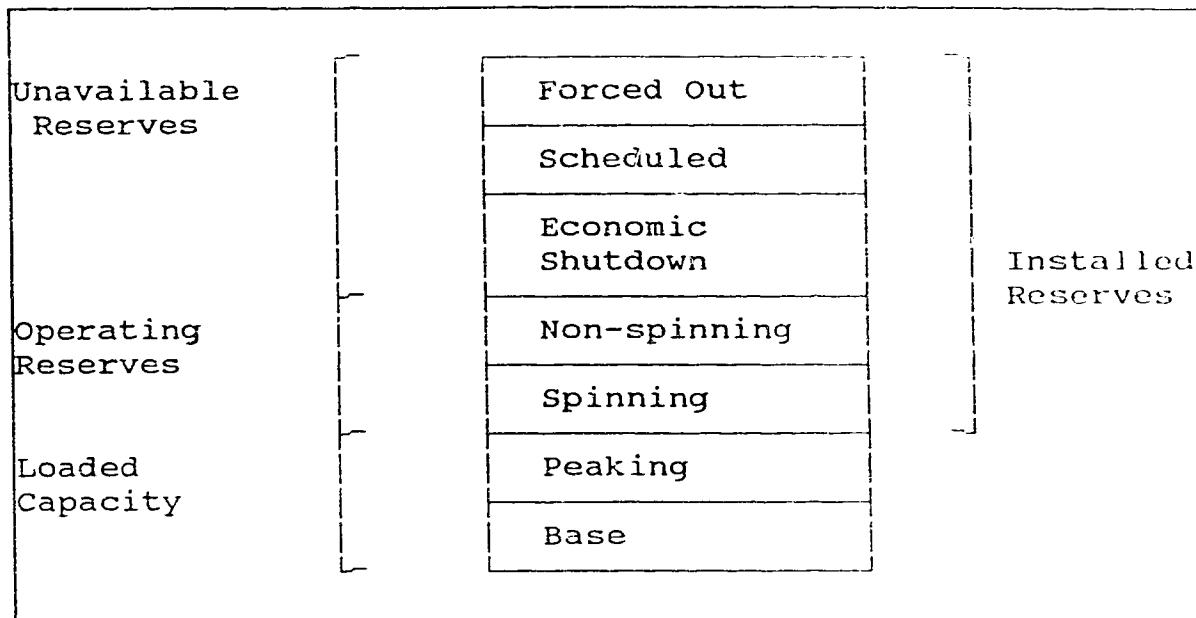 Unavailable
Reserves
Forced Out
Scheduled
Economic
Shutdown
Installed
Reserves
Operating
Reserves
Non-spinning
Spinning
Loaded
Capacity
Peaking
Base